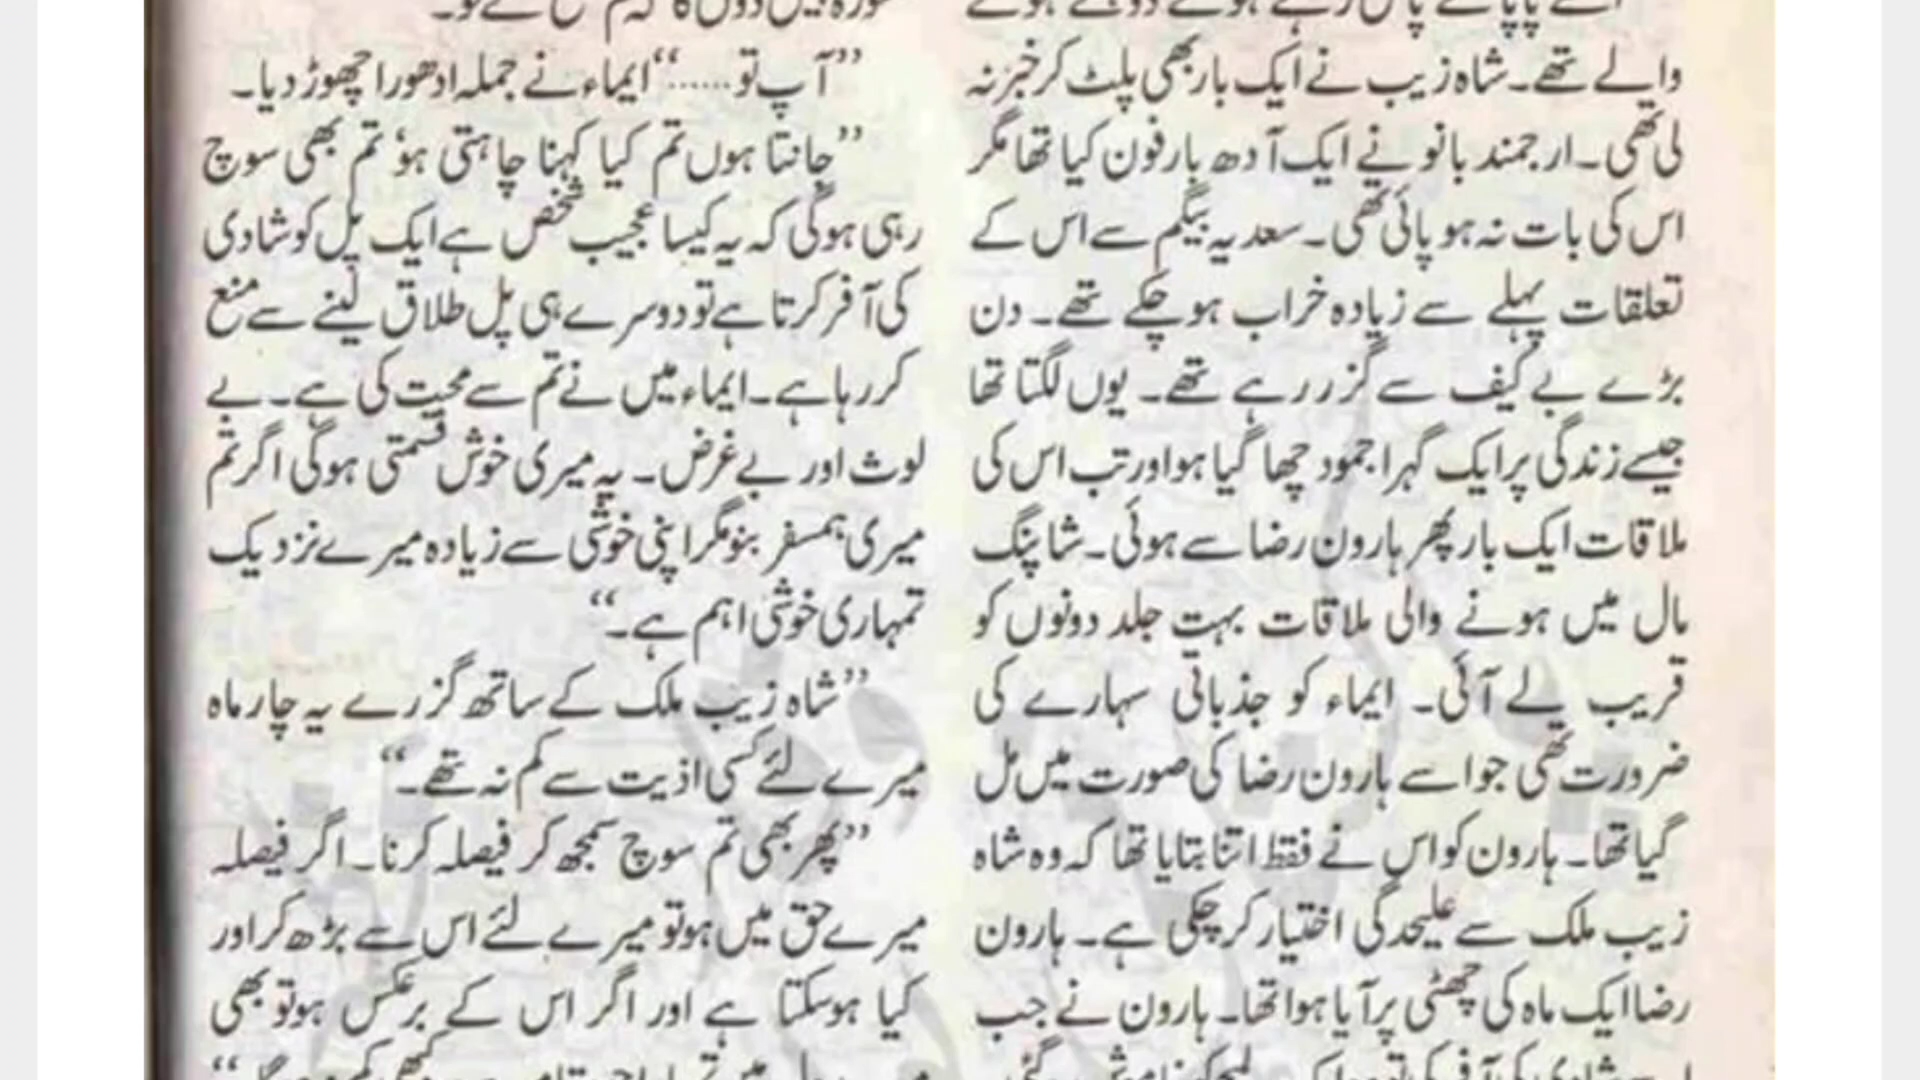 والے تھے۔ شاہ زیب نے ایک بار بھی پلٹ کر خبر نہ
لی تھی۔ ارجمند بانو نے ایک آدھ بار فون کیا تھا مگر
اس کی بات نہ ہو پائی تھی۔ سعدیہ بیگم سے اس کے
تعلقات پہلے سے زیادہ خراب ہو چکے تھے۔ دن
بڑے بے کیف سے گزر رہے تھے۔ یوں لگتا تھا
جیسے زندگی پر ایک گہرا جمود چھا گیا ہو اور تب اس کی
ملاقات ایک بار پھر ہارون رضا سے ہوئی۔ شاپنگ
مال میں ہونے والی ملاقات بہت جلد دونوں کو
قریب لے آئی۔ ایماء کو جذباتی سہارے کی
ضرورت تھی جو اسے ہارون رضا کی صورت میں مل
گیا تھا۔ ہارون کو اس نے فقط اتنا بتایا تھا کہ وہ شاہ
زیب ملک سے علیحدگی اختیار کر چکی ہے۔ ہارون
رضا ایک ماہ کی چھٹی پر آیا ہوا تھا۔ ہارون نے جب
’’آپ تو……‘‘ ایماء نے جملہ ادھورا چھوڑ دیا۔
’’جانتا ہوں تم کیا کہنا چاہتی ہو‘ تم بھی سوچ
رہی ہوگی کہ یہ کیسا عجیب شخص ہے ایک پل کو شادی
کی آفر کرتا ہے تو دوسرے ہی پل طلاق لینے سے منع
کر رہا ہے۔ ایماء میں نے تم سے محبت کی ہے۔ بے
لوث اور بے غرض۔ یہ میری خوش قسمتی ہوگی اگر تم
میری ہمسفر بنو مگر اپنی خوشی سے زیادہ میرے نزدیک
تمہاری خوشی اہم ہے۔‘‘
’’شاہ زیب ملک کے ساتھ گزرے یہ چار ماہ
میرے لئے کسی اذیت سے کم نہ تھے۔‘‘
’’پھر بھی تم سوچ سمجھ کر فیصلہ کرنا۔ اگر فیصلہ
میرے حق میں ہو تو میرے لئے اس سے بڑھ کر اور
کیا ہو سکتا ہے اور اگر اس کے برعکس ہو تو بھی